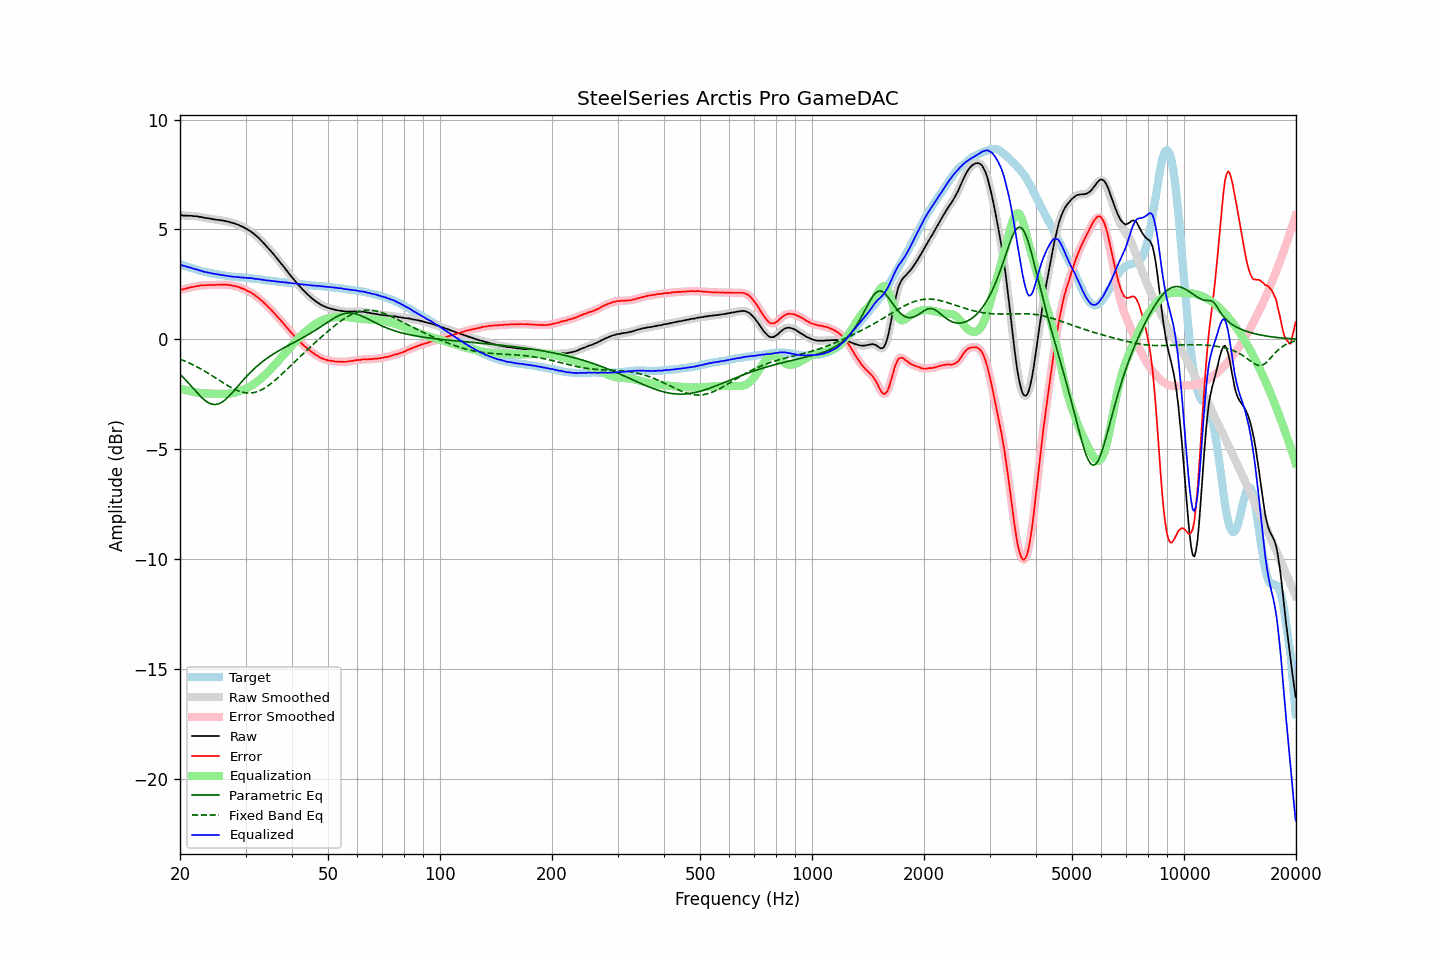 SteelSeries Arctis Pro GameDAC
10
5
0
−5
−10
−15
−20
Amplitude (dBr)
Target
Raw Smoothed
Error Smoothed
Raw
Error
Equalization
Parametric Eq
Fixed Band Eq
Equalized
20 50 100 200 500 1000 2000 5000 10000 20000
Frequency (Hz)